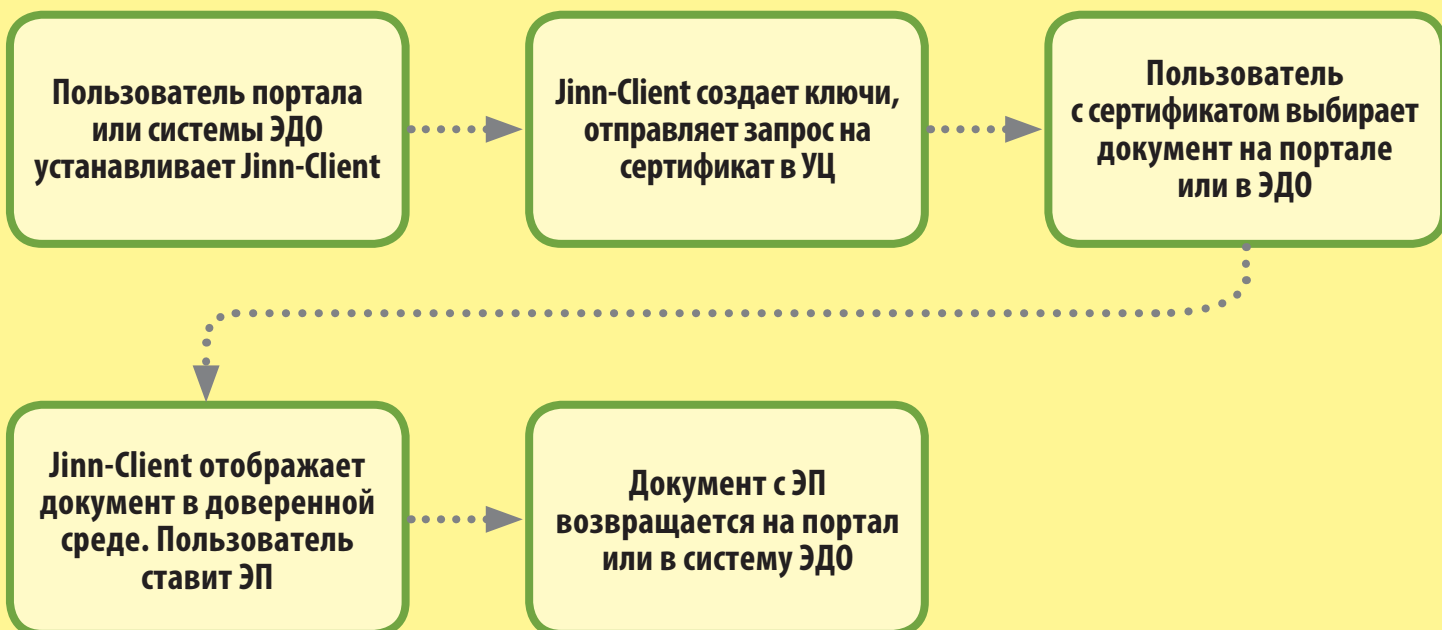 Пользователь портала
или системы ЭДО
устанавливает Jinn-Client
Jinn-Client создает ключи,
отправляет запрос на
сертификат в УЦ
Пользователь
с сертификатом выбирает
документ на портале
или в ЭДО
Jinn-Client отображает
документ в доверенной
среде. Пользователь
ставит ЭП
Документ с ЭП
возвращается на портал
или в систему ЭДО